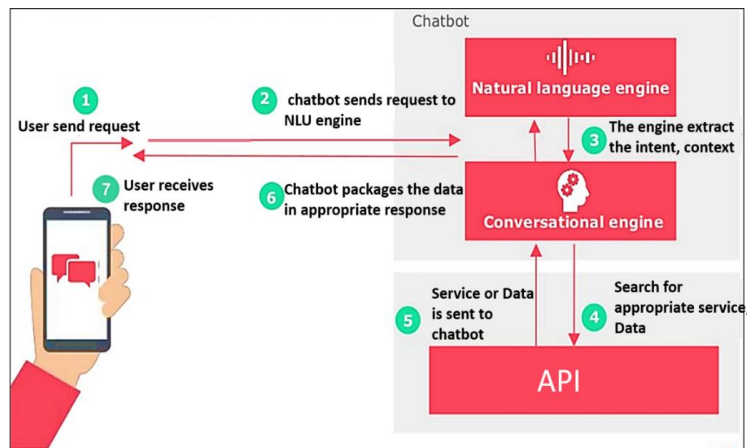 Chatbot
Natural language engine
1
User send request
2
chatbot sends request to
NLU engine
3
The engine extract
the intent, context
7
User receives
response
6
Chatbot packages the data
in appropriate response
Conversational engine
5
Service or Data
is sent to
chatbot
4
Search for
appropriate service,
Data
API